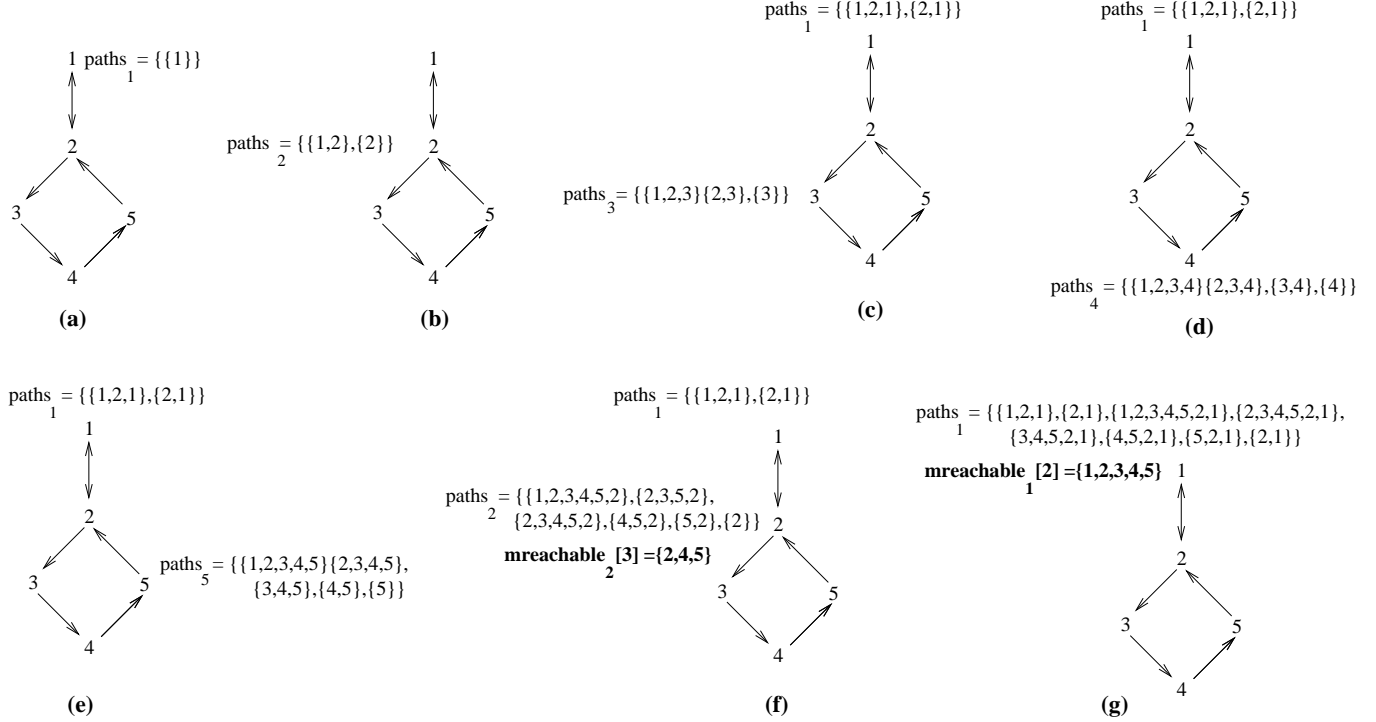 1 paths = {{1}}
1
2
3
5
4
(a)
1
paths = {{1,2},{2}}
2
2
3
5
4
(b)
paths = {{1,2,1},{2,1}}
1
1
2
paths = {{1,2,3}{2,3},{3}}
3
3
5
4
(c)
paths = {{1,2,1},{2,1}}
1
1
2
3
5
4
paths = {{1,2,3,4}{2,3,4},{3,4},{4}}
4
(d)
paths = {{1,2,1},{2,1}}
1
1
2
3
5
paths = {{1,2,3,4,5}{2,3,4,5},
5
{3,4,5},{4,5},{5}}
4
(e)
paths = {{1,2,1},{2,1}}
1
1
paths = {{1,2,3,4,5,2},{2,3,5,2},
2
{2,3,4,5,2},{4,5,2},{5,2},{2}}
2
mreachable [3] ={2,4,5}
2
3
5
4
(f)
paths = {{1,2,1},{2,1},{1,2,3,4,5,2,1},{2,3,4,5,2,1},
1
{3,4,5,2,1},{4,5,2,1},{5,2,1},{2,1}}
mreachable [2] ={1,2,3,4,5}
1
1
2
3
5
4
(g)